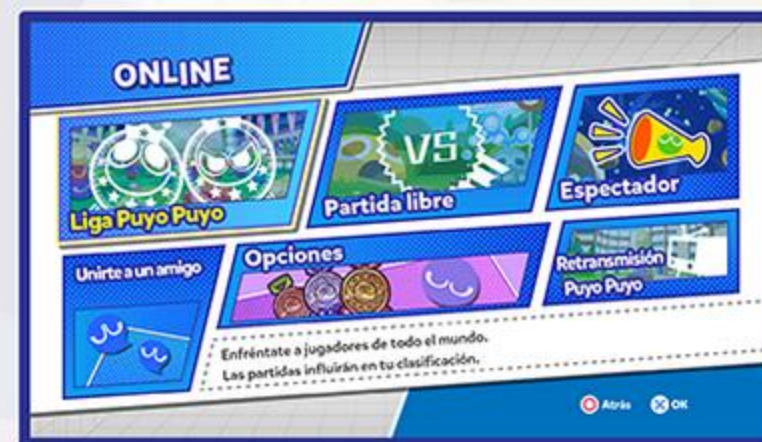 ONLINE
Liga Puyo Puyo
VS
Partida libre
Espectador
Unirte a un amigo
Opciones
Retransmisión
Puyo Puyo
Enfréntate a jugadores de todo el mundo.
Las partidas influirán en tu clasificación.
Atrás
OK